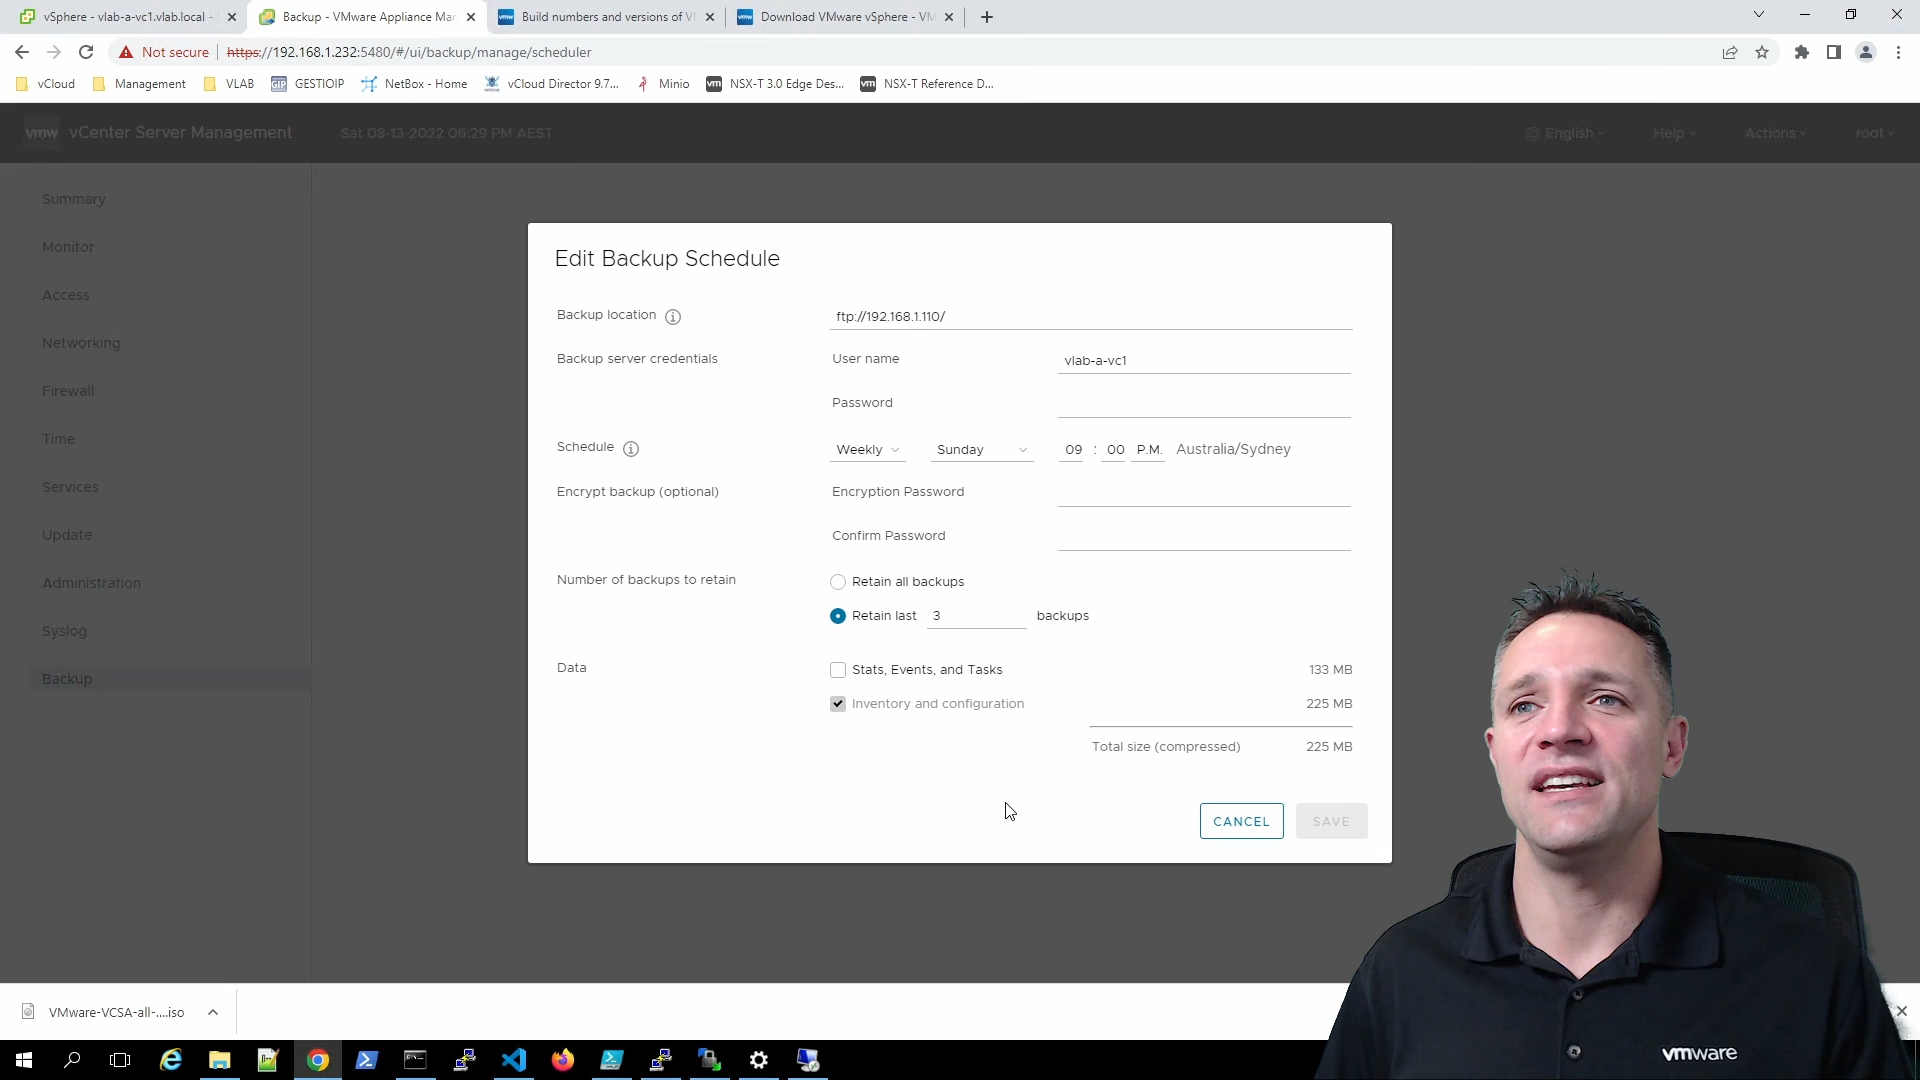 vSphere - vlab-a-vc1.vlab.local -
Backup - VMware Appliance Man
Build numbers and versions of V
Download VMware vSphere - VM
Not secure
https://192.168.1.232:5480/#/ui/backup/manage/scheduler
vCloud
Management
VLAB
GIP
GESTIOIP
NetBox - Home
vCloud Director 9.7...
Minio
vm
NSX-T 3.0 Edge Des...
vm
NSX-T Reference D...
vmw
vCenter Server Management
Sat 08-13-2022 06:29 PM AEST
English
Help
Actions
root
Summary
Monitor
Access
Networking
Firewall
Time
Services
Update
Administration
Syslog
Backup
Edit Backup Schedule
Backup location
ftp://192.168.1.110/
Backup server credentials
User name
vlab-a-vc1
Password
Schedule
Weekly
Sunday
09 : 00 P.M. Australia/Sydney
Encrypt backup (optional)
Encryption Password
Confirm Password
Number of backups to retain
Retain all backups
Retain last 3 backups
Data
Stats, Events, and Tasks
133 MB
Inventory and configuration
225 MB
Total size (compressed)
225 MB
CANCEL
SAVE
VMware-VCSA-all-....iso
vmware